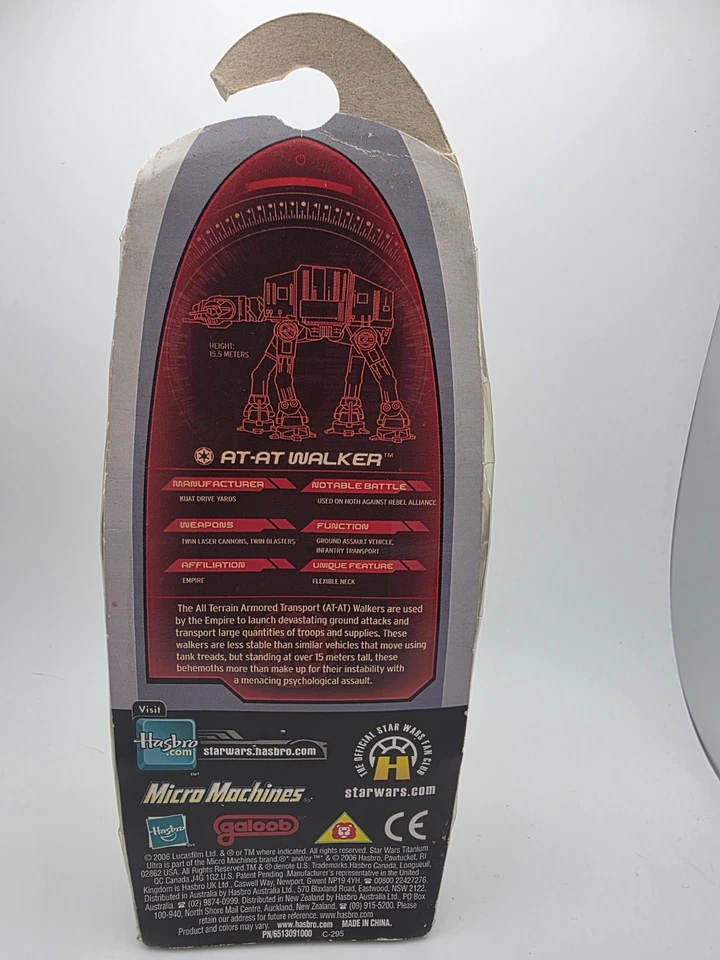 HEIGHT:
15.5 METERS
AT-AT WALKER™
MANUFACTURER
KUAT DRIVE YARDS
NOTABLE BATTLE
USED ON HOTH AGAINST REBEL ALLIANCE
WEAPONS
TWIN LASER CANNONS, TWIN BLASTERS
FUNCTION
GROUND ASSAULT VEHICLE,
INFANTRY TRANSPORT
AFFILIATION
EMPIRE
UNIQUE FEATURE
FLEXIBLE NECK
The All Terrain Armored Transport (AT-AT) Walkers are used
by the Empire to launch devastating ground attacks and
transport large quantities of troops and supplies. These
walkers are less stable than similar vehicles that move using
tank treads, but standing at over 15 meters tall, these
behemoths more than make up for their instability with
a menacing psychological assault.
Visit
Hasbro
.com
starwars.hasbro.com
THE OFFICIAL STAR WARS FAN CLUB
H
starwars.com
Micro Machines
Hasbro
galoob
CE
© 2006 Lucasfilm Ltd. & ® or TM where indicated. All rights reserved. Star Wars Titanium
Ultra is part of the Micro Machines brand.®* and/or ™* & © 2006 Hasbro, Pawtucket, RI
02862 USA. All Rights Reserved.TM & ® denote U.S. Trademarks.Hasbro Canada, Longueuil,
QC Canada J4G 1G2.U.S. Patent Pending. Manufacturer's representative in the United
Kingdom is Hasbro UK Ltd., Caswell Way, Newport, Gwent NP19 4YH. ☎ 00800 22427276.
Distributed in Australia by Hasbro Australia Ltd., 570 Blaxland Road, Eastwood, NSW 2122,
Australia. ☎ (02) 9874-0999. Distributed in New Zealand by Hasbro Australia Ltd., PO Box
100-940, North Shore Mail Centre, Auckland, New Zealand ☎ (09) 915-5200. Please
retain our address for future reference. www.hasbro.com
Product and colors may vary. www.hasbro.com MADE IN CHINA.
PN/6513091000 C-295